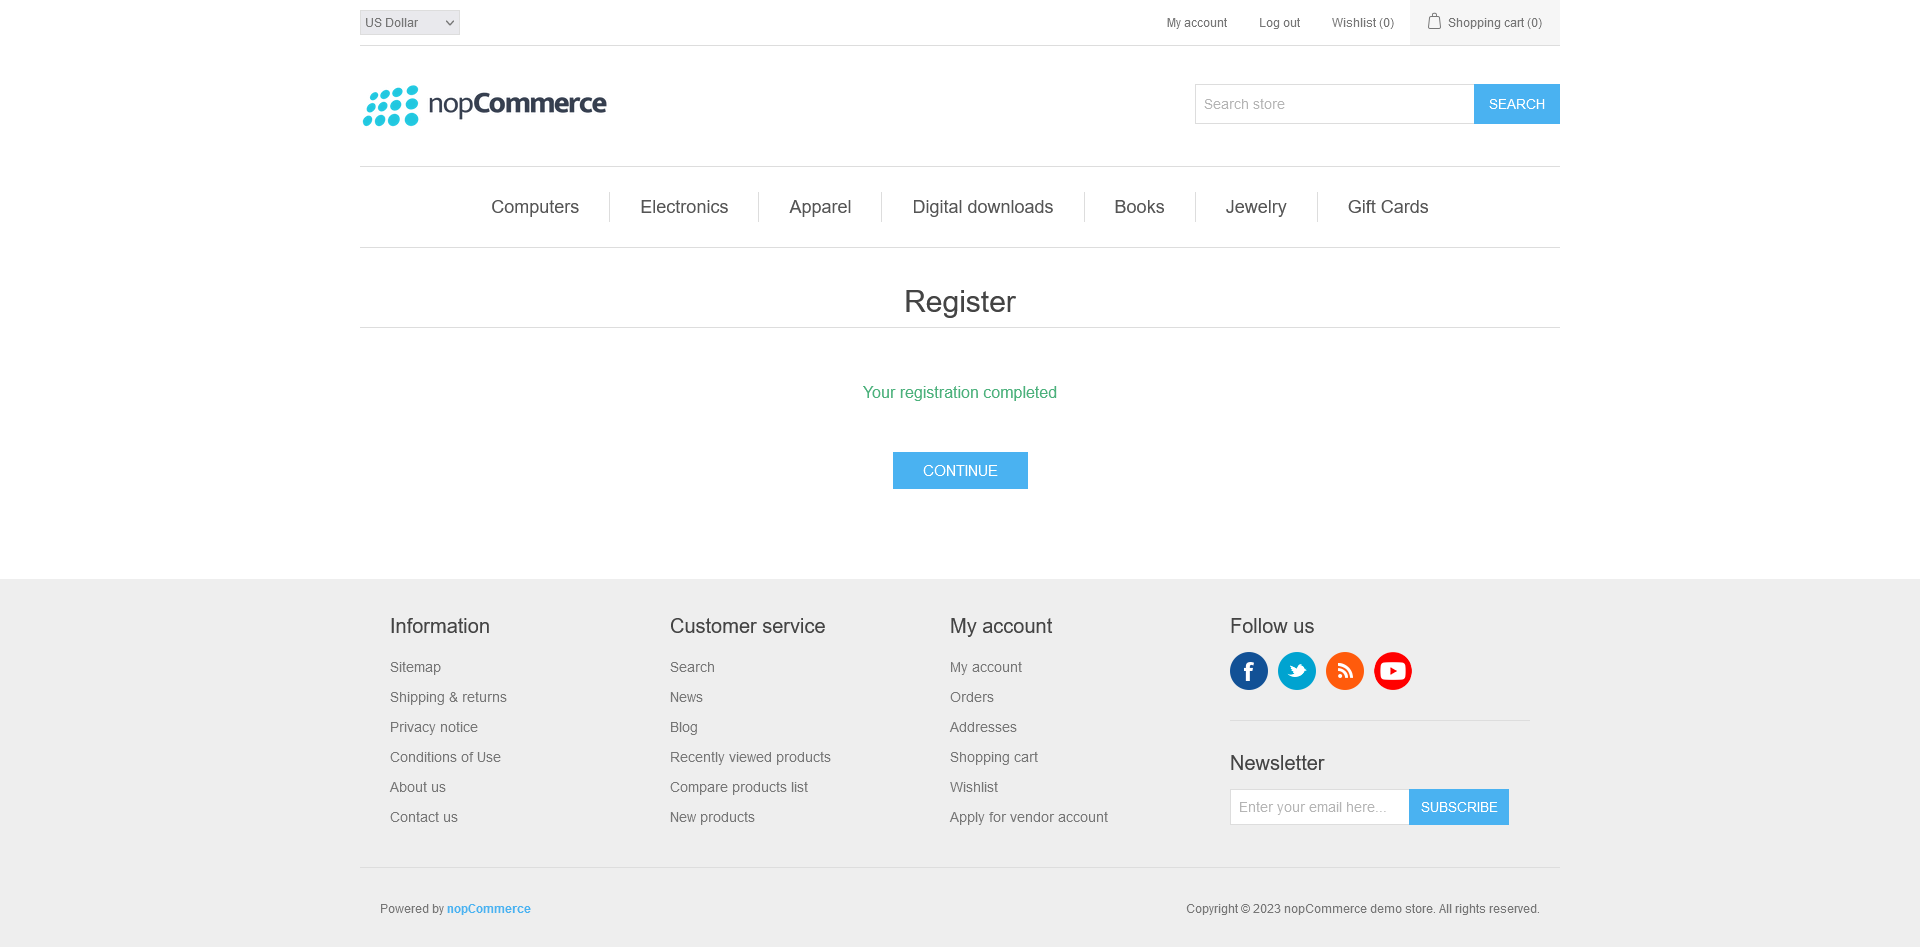 US Dollar
My account
Log out
Wishlist (0)
Shopping cart (0)
nopCommerce
Search store
SEARCH
Computers
Electronics
Apparel
Digital downloads
Books
Jewelry
Gift Cards
Register
Your registration completed
CONTINUE
Information
Sitemap
Shipping & returns
Privacy notice
Conditions of Use
About us
Contact us
Customer service
Search
News
Blog
Recently viewed products
Compare products list
New products
My account
My account
Orders
Addresses
Shopping cart
Wishlist
Apply for vendor account
Follow us
Newsletter
Enter your email here...
SUBSCRIBE
Powered by nopCommerce
Copyright © 2023 nopCommerce demo store. All rights reserved.